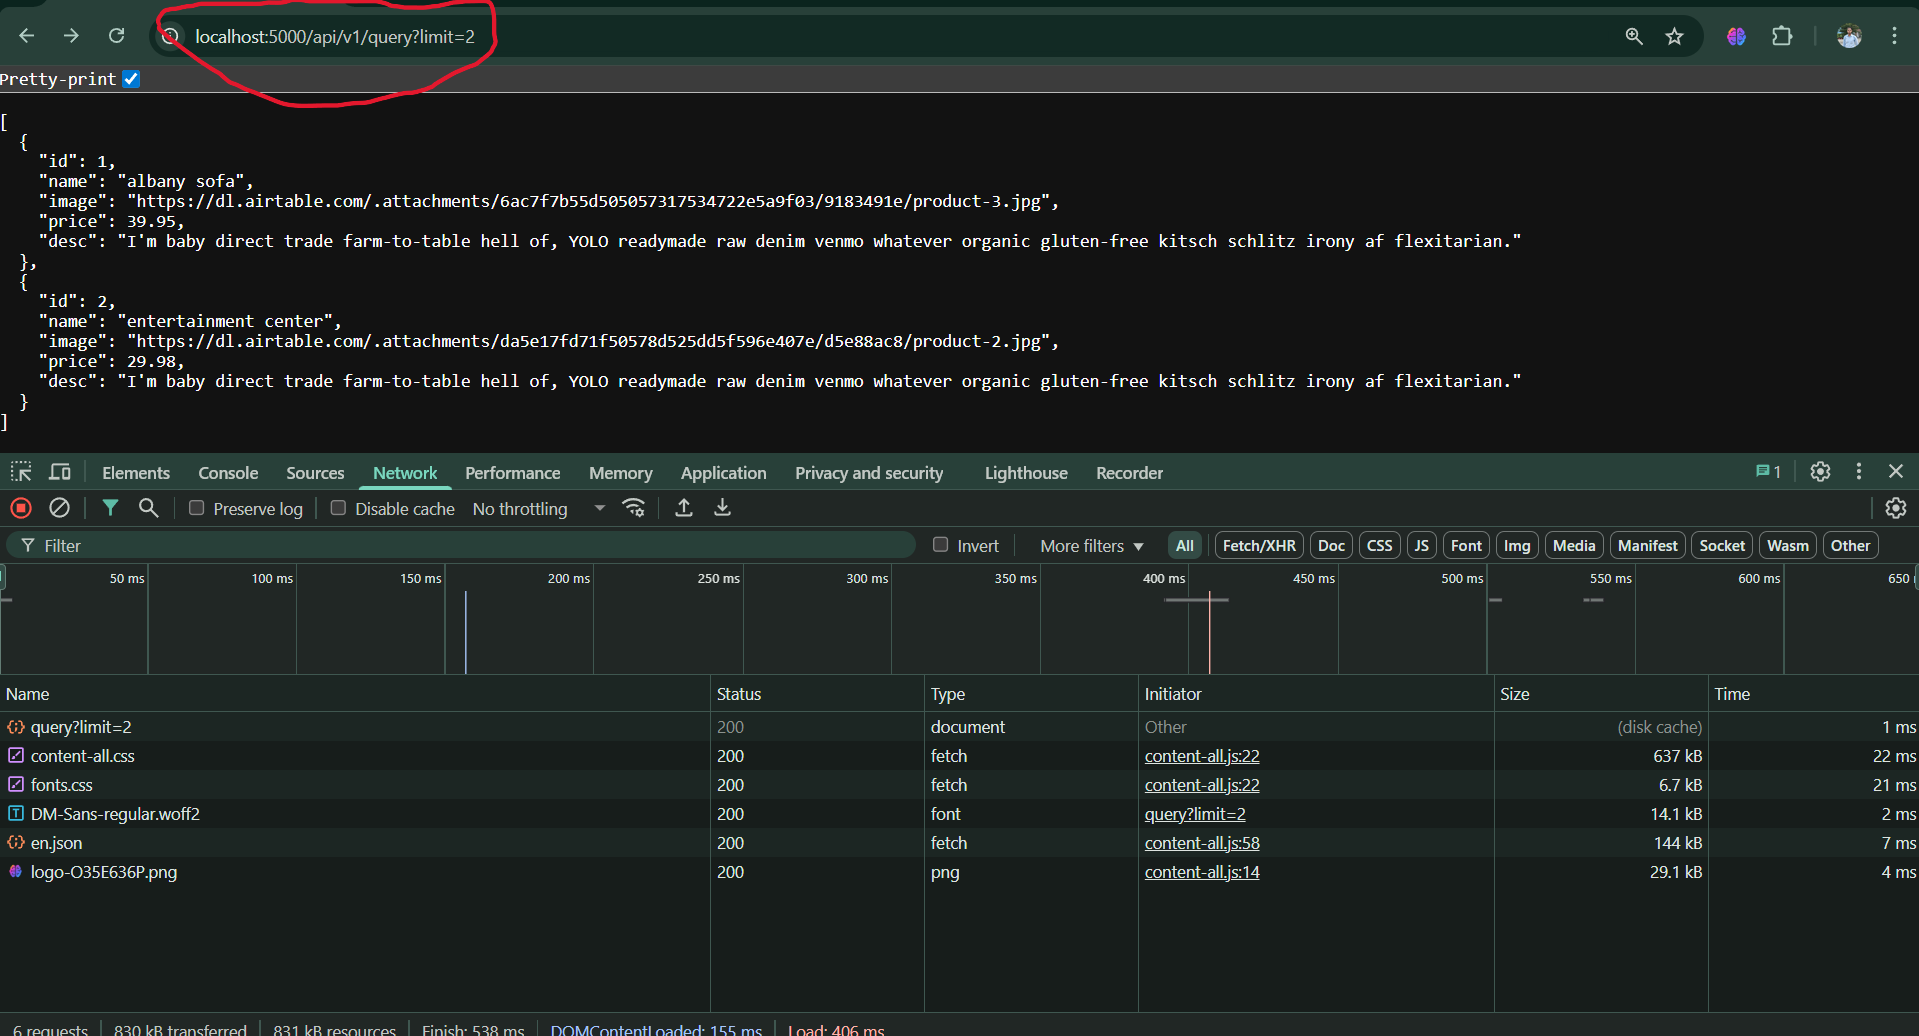 localhost:5000/api/v1/query?limit=2
Pretty-print
[
  {
    "id": 1,
    "name": "albany sofa",
    "image": "https://dl.airtable.com/.attachments/6ac7f7b55d505057317534722e5a9f03/9183491e/product-3.jpg",
    "price": 39.95,
    "desc": "I'm baby direct trade farm-to-table hell of, YOLO readymade raw denim venmo whatever organic gluten-free kitsch schlitz irony af flexitarian."
  },
  {
    "id": 2,
    "name": "entertainment center",
    "image": "https://dl.airtable.com/.attachments/da5e17fd71f50578d525dd5f596e407e/d5e88ac8/product-2.jpg",
    "price": 29.98,
    "desc": "I'm baby direct trade farm-to-table hell of, YOLO readymade raw denim venmo whatever organic gluten-free kitsch schlitz irony af flexitarian."
  }
]
Elements Console Sources Network Performance Memory Application Privacy and security Lighthouse Recorder 1
Preserve log Disable cache No throttling
Filter Invert More filters All Fetch/XHR Doc CSS JS Font Img Media Manifest Socket Wasm Other
50 ms 100 ms 150 ms 200 ms 250 ms 300 ms 350 ms 400 ms 450 ms 500 ms 550 ms 600 ms 650
Name Status Type Initiator Size Time
query?limit=2 200 document Other (disk cache) 1 ms
content-all.css 200 fetch content-all.js:22 637 kB 22 ms
fonts.css 200 fetch content-all.js:22 6.7 kB 21 ms
DM-Sans-regular.woff2 200 font query?limit=2 14.1 kB 2 ms
en.json 200 fetch content-all.js:58 144 kB 7 ms
logo-O35E636P.png 200 png content-all.js:14 29.1 kB 4 ms
6 requests 830 kB transferred 831 kB resources Finish: 538 ms DOMContentLoaded: 155 ms Load: 406 ms